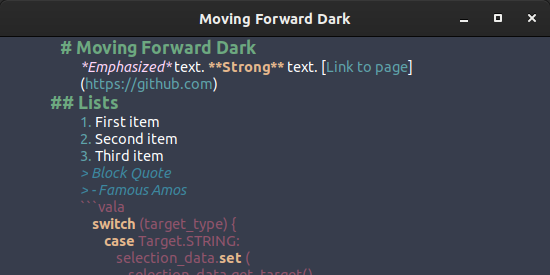 Moving Forward Dark
# Moving Forward Dark
*Emphasized* text. **Strong** text. [Link to page]
(https://github.com)
## Lists
1. First item
2. Second item
3. Third item
> Block Quote
> - Famous Amos
```vala
switch (target_type) {
case Target.STRING:
selection_data.set (
selection_data.get_target()